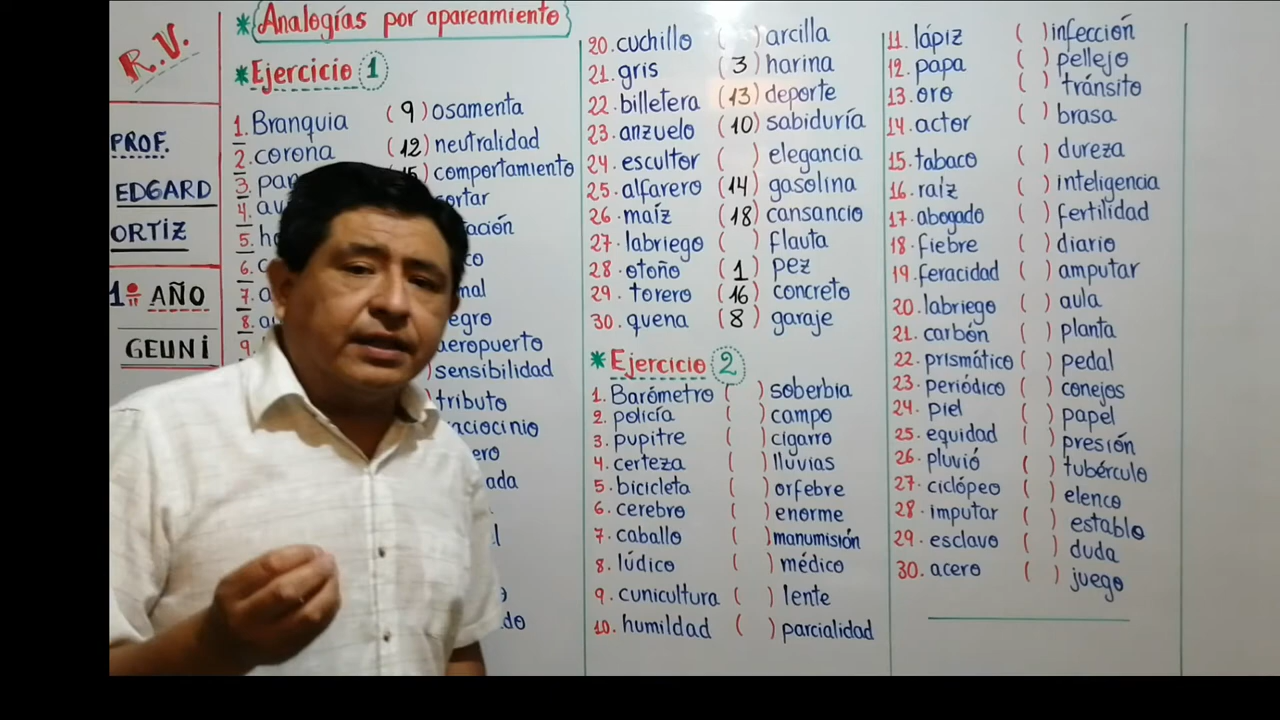 R.V.
PROF.
EDGARD
ORTIZ
1º AÑO
GEUNI
* Analogías por apareamiento
* Ejercicio 1
1. Branquia (9) osamenta
2. corona (12) neutralidad
3. comportamiento
4.
5.
6.
7.
8.
9. aeropuerto
sensibilidad
tributo
20. cuchillo ( ) arcilla
21. gris (3) harina
22. billetera (13) deporte
23. anzuelo (10) sabiduría
24. escultor ( ) elegancia
25. alfarero (14) gasolina
26. maíz (18) cansancio
27. labriego ( ) flauta
28. otoño (1) pez
29. torero (16) concreto
30. quena (8) garaje
* Ejercicio 2
1. Barómetro ( ) soberbia
2. policía ( ) campo
3. pupitre ( ) cigarro
4. certeza ( ) lluvias
5. bicicleta ( ) orfebre
6. cerebro ( ) enorme
7. caballo ( ) manumisión
8. lúdico ( ) médico
9. cunicultura ( ) lente
10. humildad ( ) parcialidad
11. lápiz ( ) infección
12. papa ( ) pellejo
13. oro ( ) tránsito
14. actor ( ) brasa
15. tabaco ( ) dureza
16. raíz ( ) inteligencia
17. abogado ( ) fertilidad
18. fiebre ( ) diario
19. feracidad ( ) amputar
20. labriego ( ) aula
21. carbón ( ) planta
22. prismático ( ) pedal
23. periódico ( ) conejos
24. piel ( ) papel
25. equidad ( ) presión
26. pluvió ( ) tubérculo
27. ciclópeo ( ) elenco
28. imputar ( ) establo
29. esclavo ( ) duda
30. acero ( ) juego